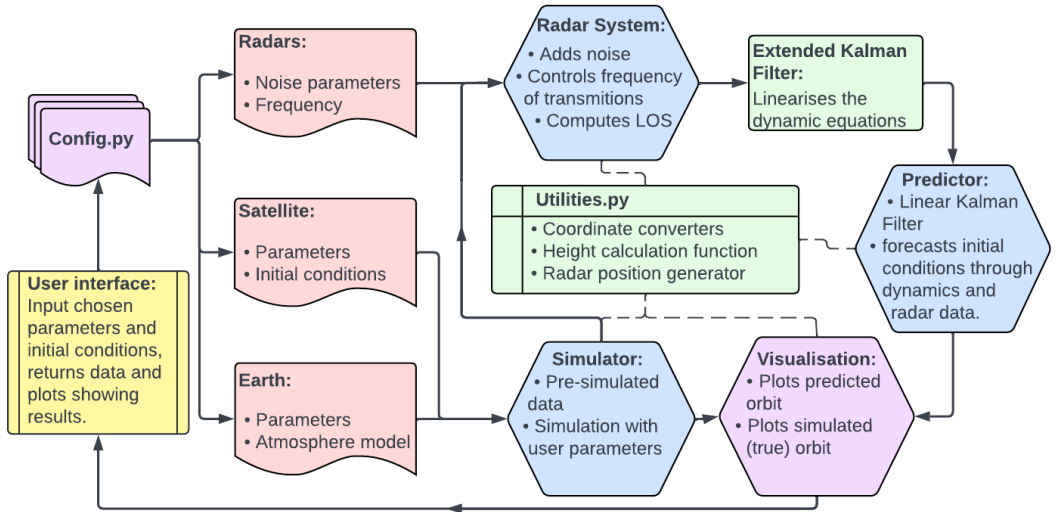 Config.py
User interface:
Input chosen
parameters and
initial conditions,
returns data and
plots showing
results.
Radars:
• Noise parameters
• Frequency
Satellite:
• Parameters
• Initial conditions
Earth:
• Parameters
• Atmosphere model
Radar System:
• Adds noise
• Controls frequency
of transmitions
• Computes LOS
Extended Kalman
Filter:
Linearises the
dynamic equations
Utilities.py
• Coordinate converters
• Height calculation function
• Radar position generator
Predictor:
• Linear Kalman
Filter
• forecasts initial
conditions through
dynamics and
radar data.
Simulator:
• Pre-simulated
data
• Simulation with
user parameters
Visualisation:
• Plots predicted
orbit
• Plots simulated
(true) orbit